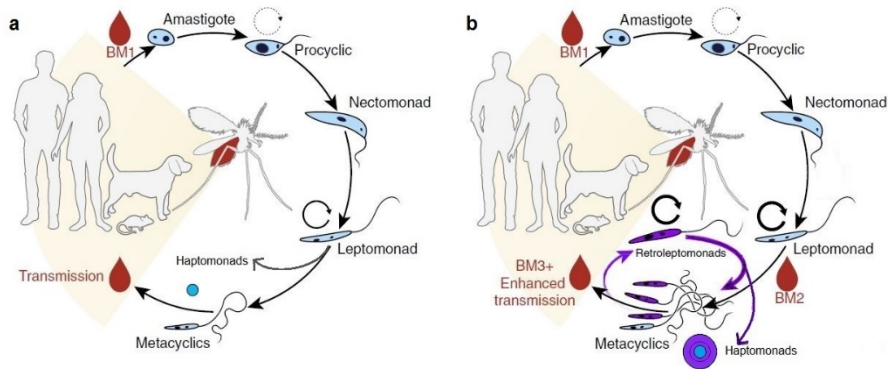 a
BM1
Amastigote
Procyclic
Nectomonad
Leptomonad
Haptomonads
Transmission
Metacyclics
b
BM1
Amastigote
Procyclic
Nectomonad
Leptomonad
Retroleptomonads
BM3+
Enhanced
transmission
BM2
Metacyclics
Haptomonads